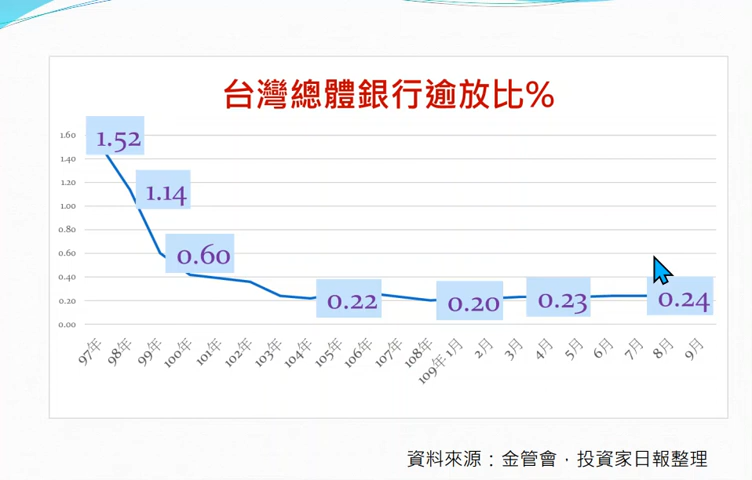 台灣總體銀行逾放比%
1.60
1.40
1.20
1.00
0.80
0.60
0.40
0.20
0.00
1.52
1.14
0.60
0.22
0.20
0.23
0.24
97年
98年
99年
100年
101年
102年
103年
104年
105年
106年
107年
108年
109年 1月
2月
3月
4月
5月
6月
7月
8月
9月
資料來源：金管會，投資家日報整理